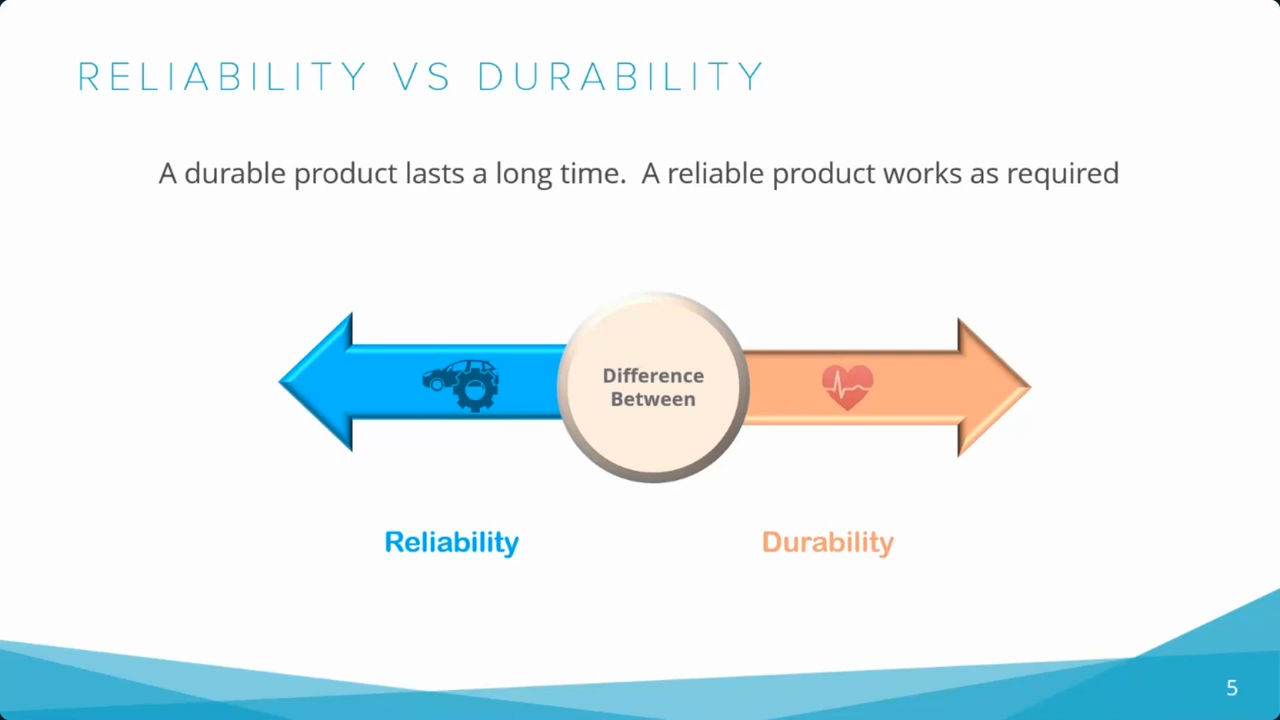 RELIABILITY VS DURABILITY
A durable product lasts a long time.  A reliable product works as required
Difference
Between
Reliability
Durability
5